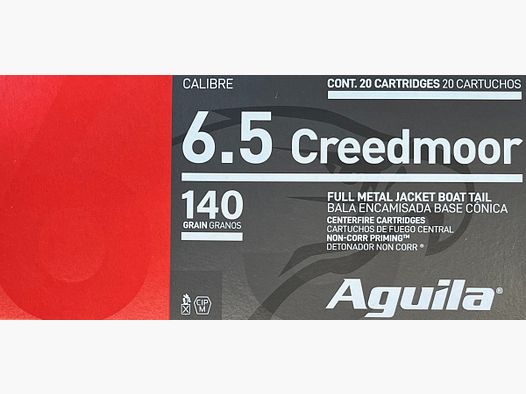 CALIBRE
CONT. 20 CARTRIDGES 20 CARTUCHOS
6.5 Creedmoor
140
GRAIN GRANOS
FULL METAL JACKET BOAT TAIL
BALA ENCAMISADA BASE CÓNICA
CENTERFIRE CARTRIDGES
CARTUCHOS DE FUEGO CENTRAL
NON-CORR PRIMING™
DETONADOR NON CORR ®
CIP
M
Aguila®